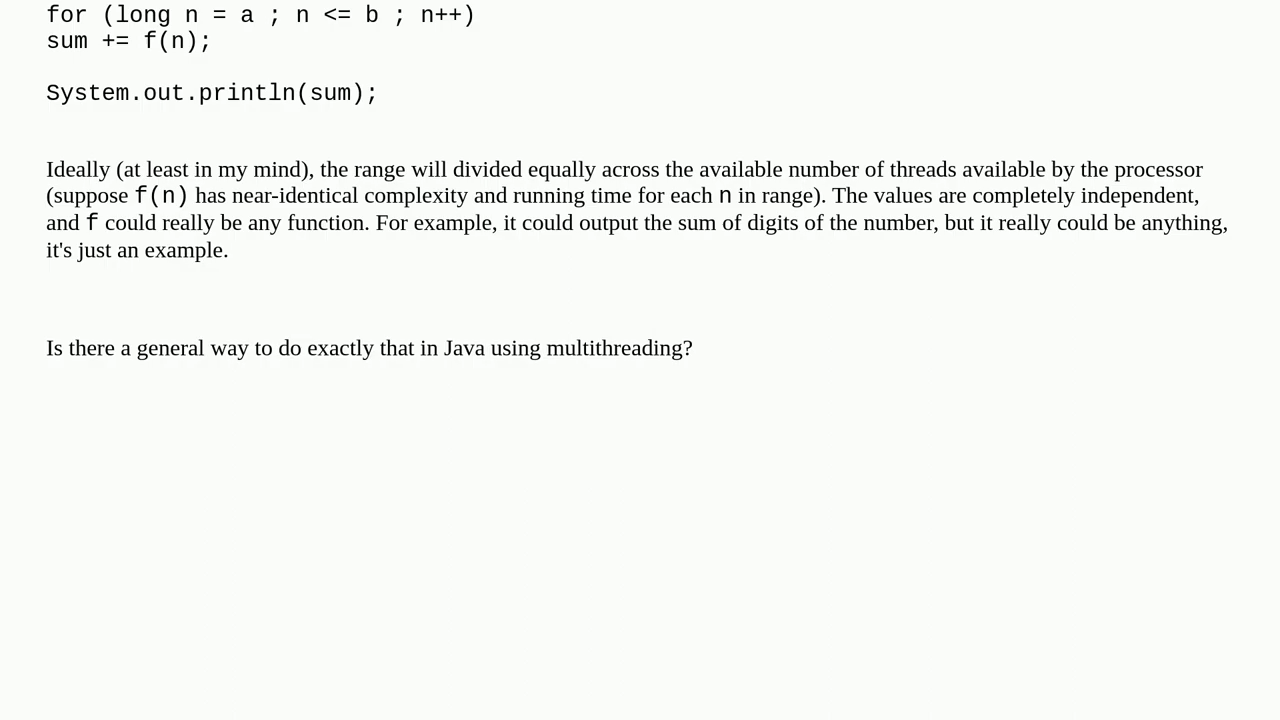 for (long n = a ; n <= b ; n++)
sum += f(n);
System.out.println(sum);
Ideally (at least in my mind), the range will divided equally across the available number of threads available by the processor
(suppose f(n) has near-identical complexity and running time for each n in range). The values are completely independent,
and f could really be any function. For example, it could output the sum of digits of the number, but it really could be anything,
it's just an example.
Is there a general way to do exactly that in Java using multithreading?